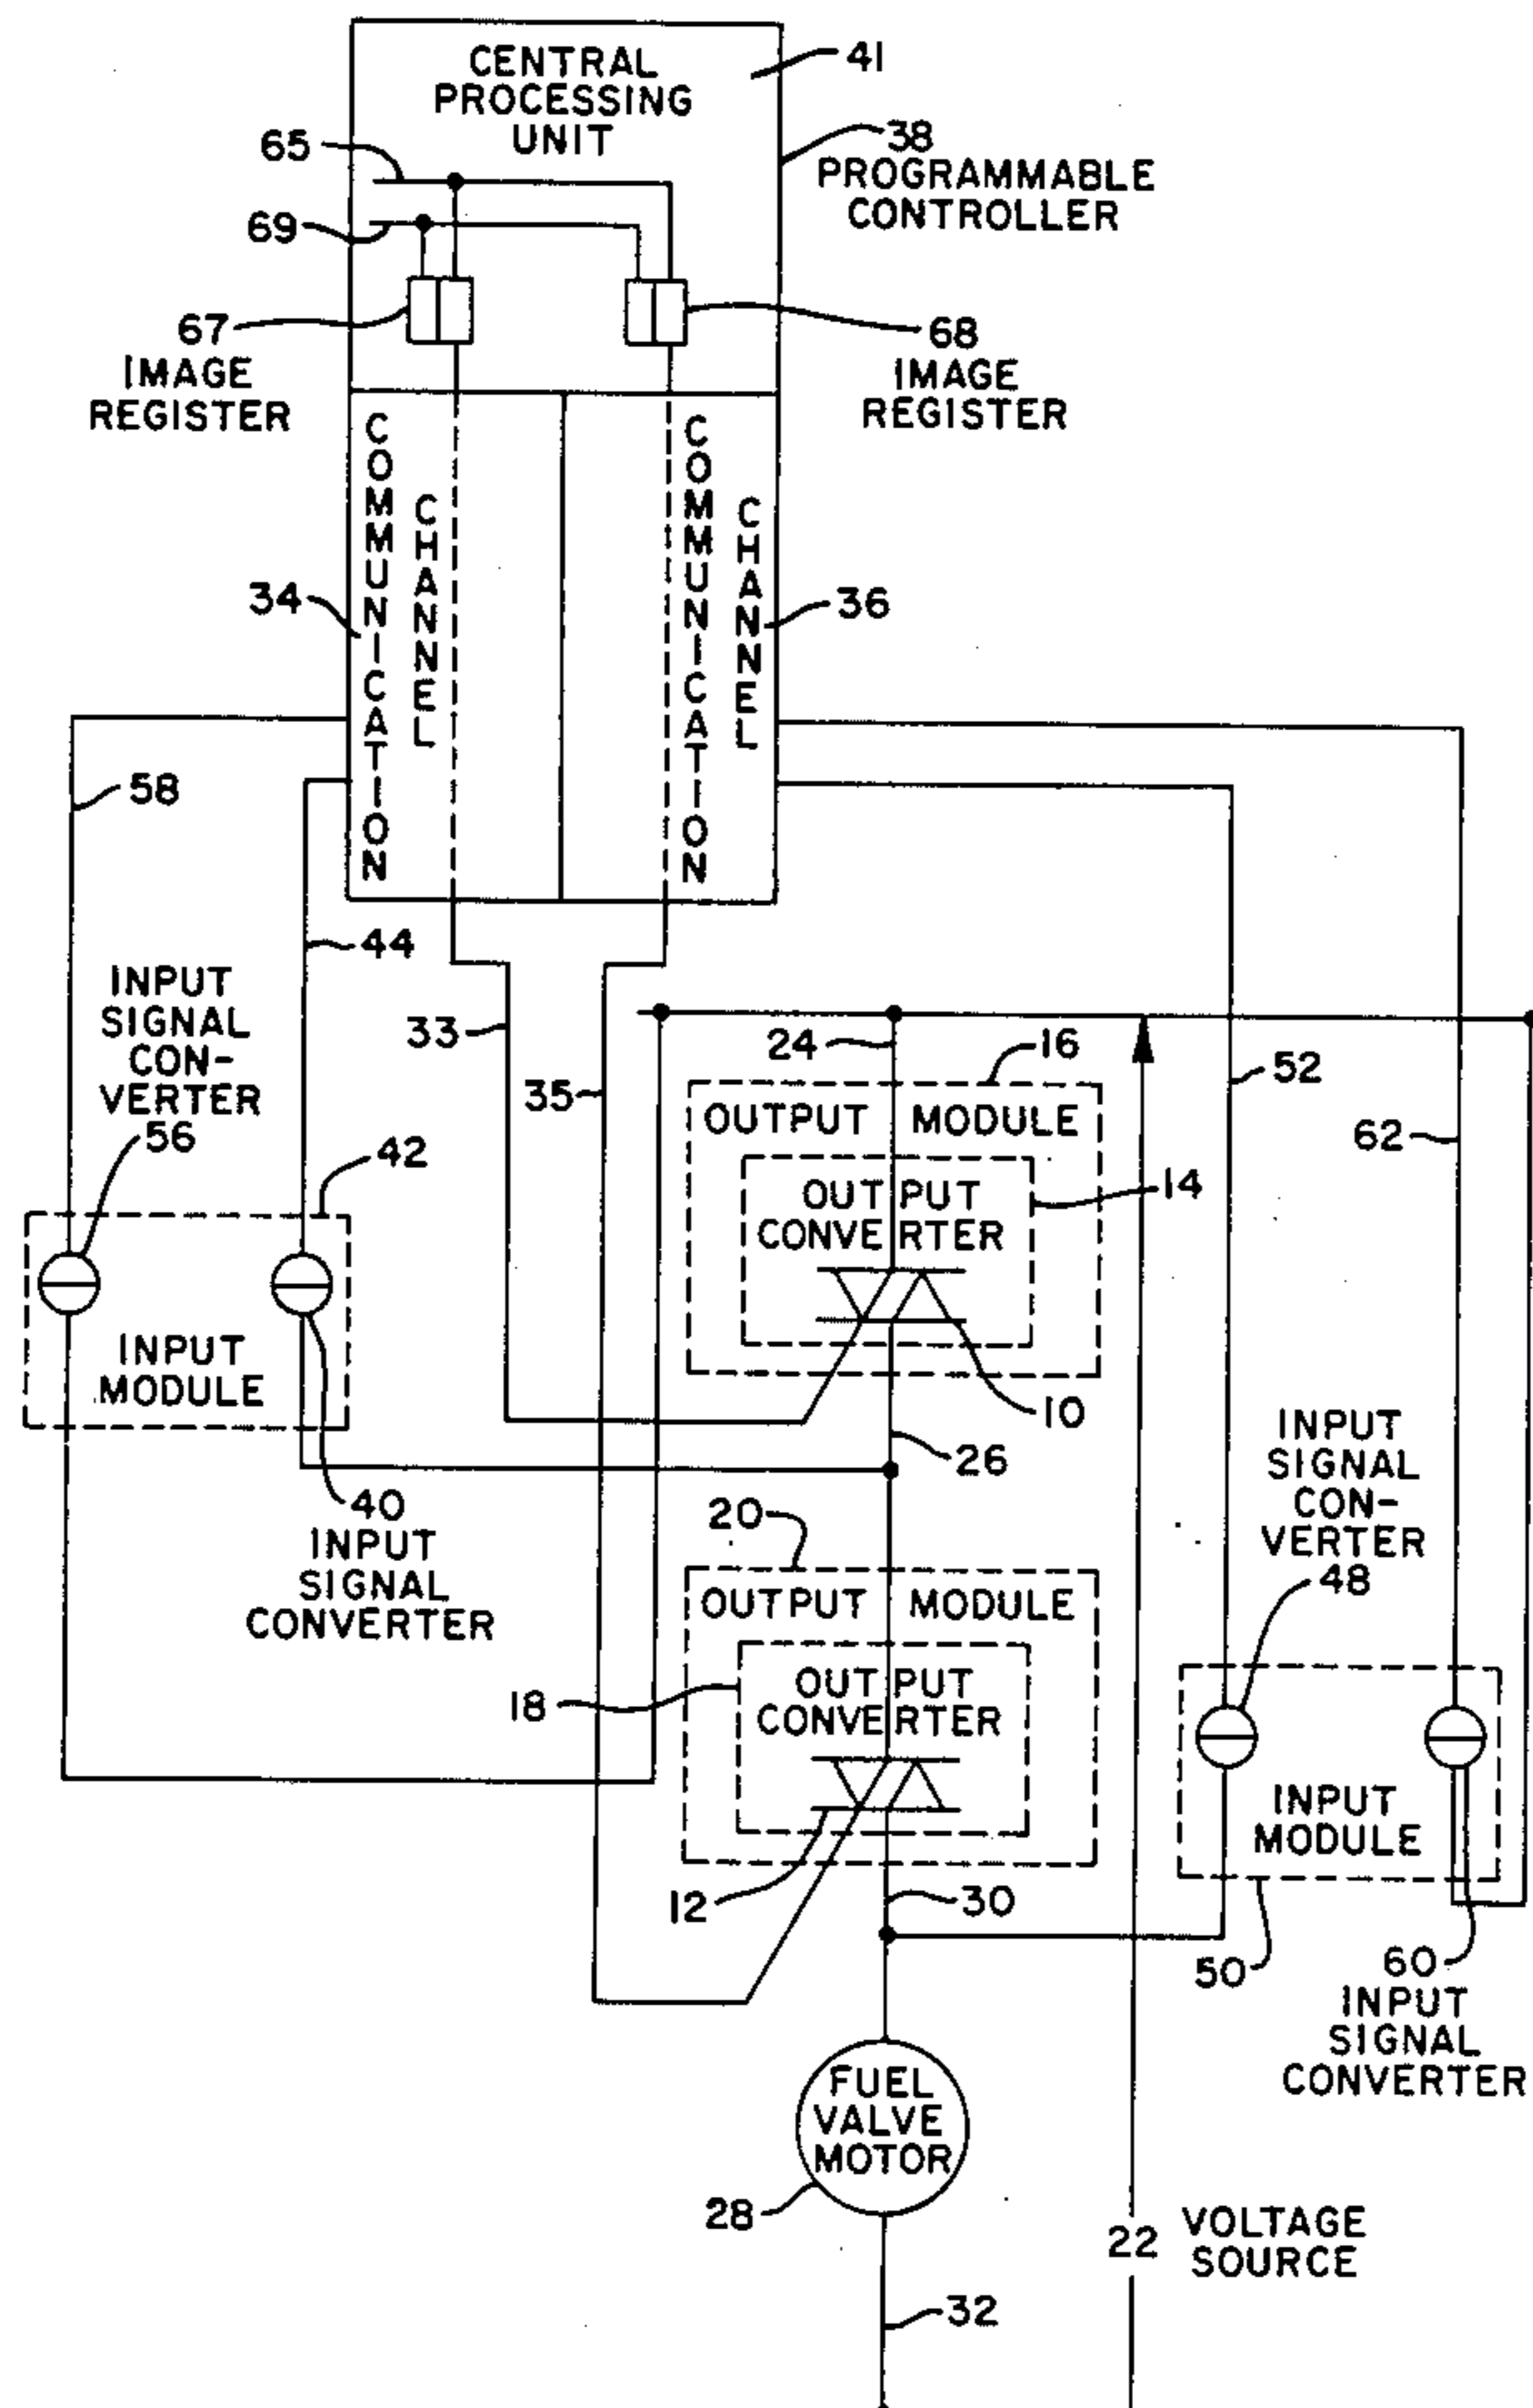 CENTRAL
PROCESSING
UNIT
41
38
PROGRAMMABLE
CONTROLLER
65
69
67
IMAGE
REGISTER
68
IMAGE
REGISTER
COMMUNICATION
CHANNEL
COMMUNICATION
CHANNEL
34
36
58
44
INPUT
SIGNAL
CON-
VERTER
56
42
INPUT
MODULE
40
INPUT
SIGNAL
CONVERTER
33
35
24
16
OUTPUT MODULE
OUTPUT
CONVERTER
14
10
26
52
62
20
OUTPUT MODULE
OUTPUT
CONVERTER
18
12
30
INPUT
SIGNAL
CON-
VERTER
48
INPUT
MODULE
50
60
INPUT
SIGNAL
CONVERTER
FUEL
VALVE
MOTOR
28
22 VOLTAGE
SOURCE
32